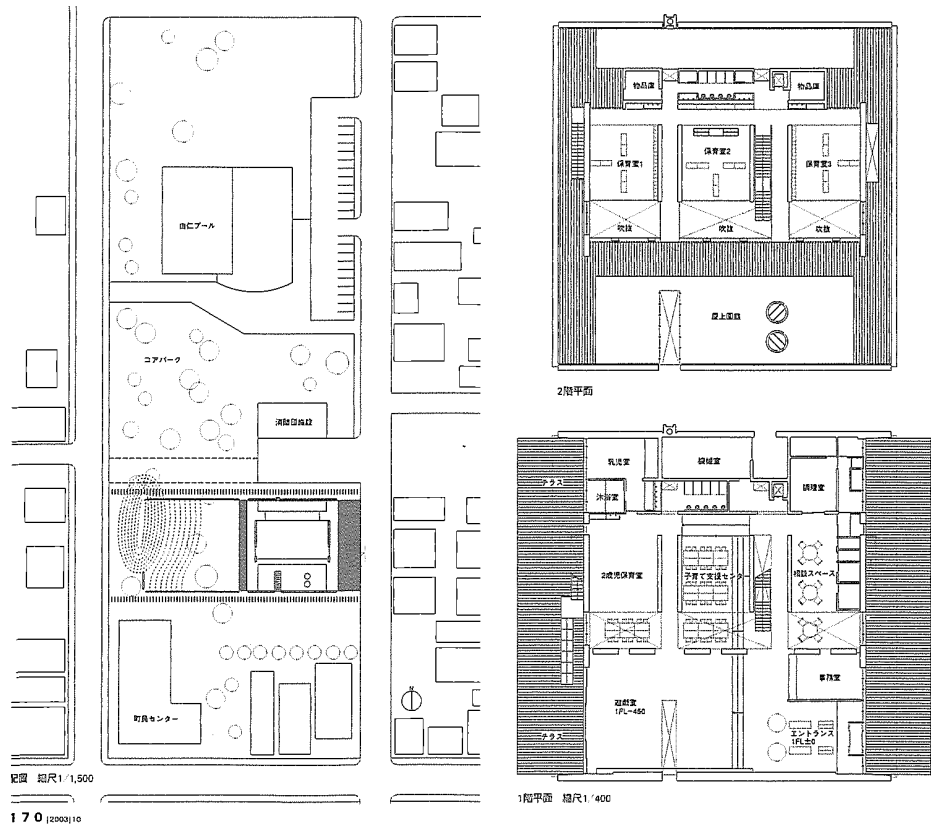 由仁プール
コアパーク
消防団施設
町民センター
N
配置図 縮尺1/1,500
170 |2003|10
物品庫
物品庫
保育室1
保育室2
保育室3
吹抜
吹抜
吹抜
屋上庭園
2階平面
乳児室
機械室
テラス
沐浴室
調理室
2歳児保育室
子育て支援センター
相談スペース
事務室
遊戯室
1FL-450
エントランス
1FL±0
テラス
1階平面 縮尺1/400